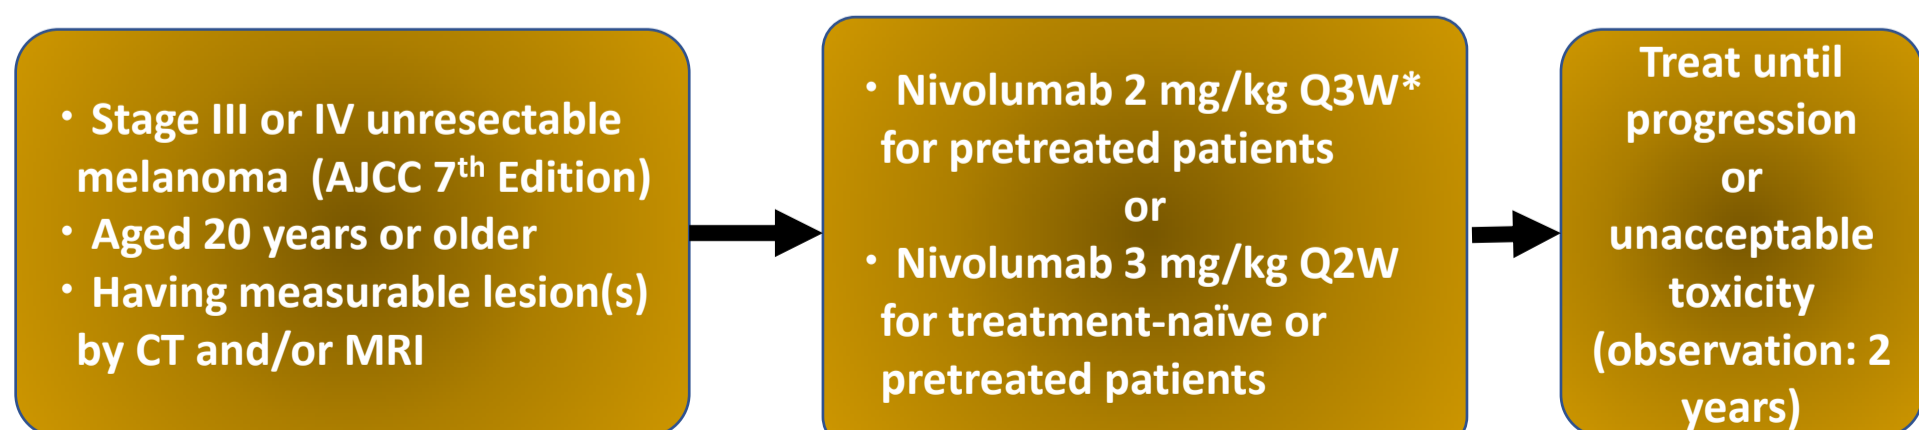 ・ Stage III or IV unresectable
melanoma (AJCC 7th Edition)
・ Aged 20 years or older
・ Having measurable lesion(s)
by CT and/or MRI
・ Nivolumab 2 mg/kg Q3W*
for pretreated patients
or
・ Nivolumab 3 mg/kg Q2W
for treatment-naïve or
pretreated patients
Treat until
progression
or
unacceptable
toxicity
(observation: 2
years)